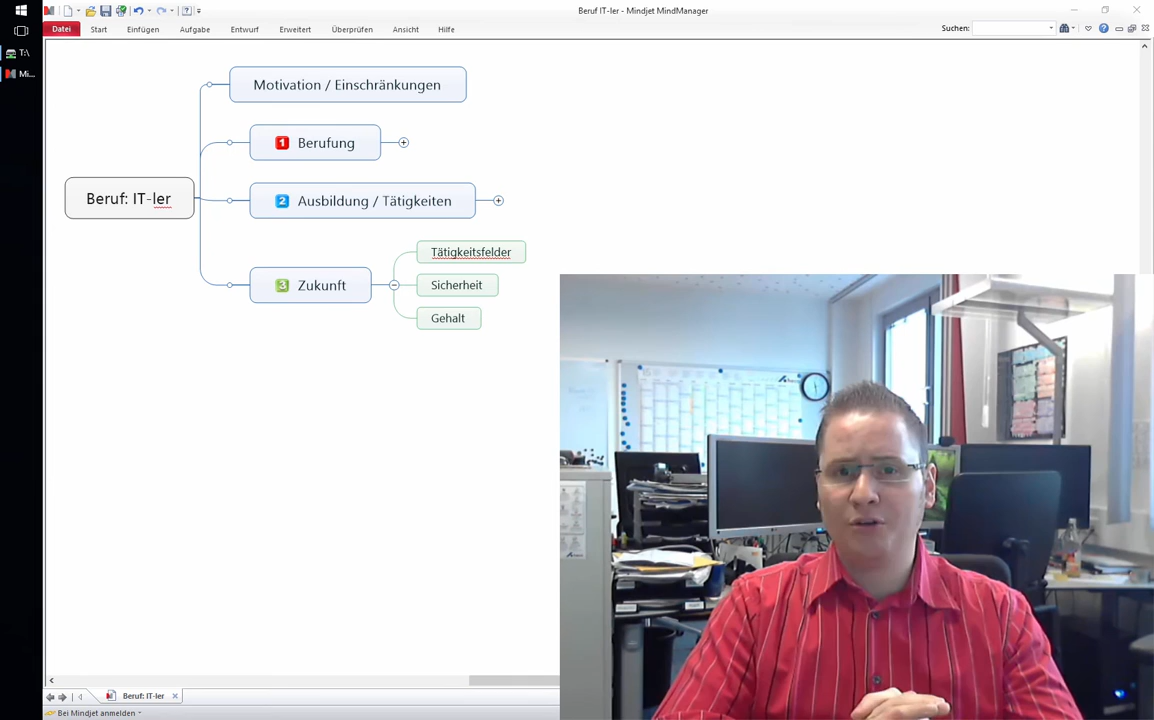 Beruf IT-ler - Mindjet MindManager
Datei Start Einfügen Aufgabe Entwurf Erweitert Überprüfen Ansicht Hilfe Suchen:
T:\
Mi...
Motivation / Einschränkungen
1 Berufung
Beruf: IT-ler
2 Ausbildung / Tätigkeiten
Tätigkeitsfelder
3 Zukunft
Sicherheit
Gehalt
Beruf: IT-ler
Bei Mindjet anmelden